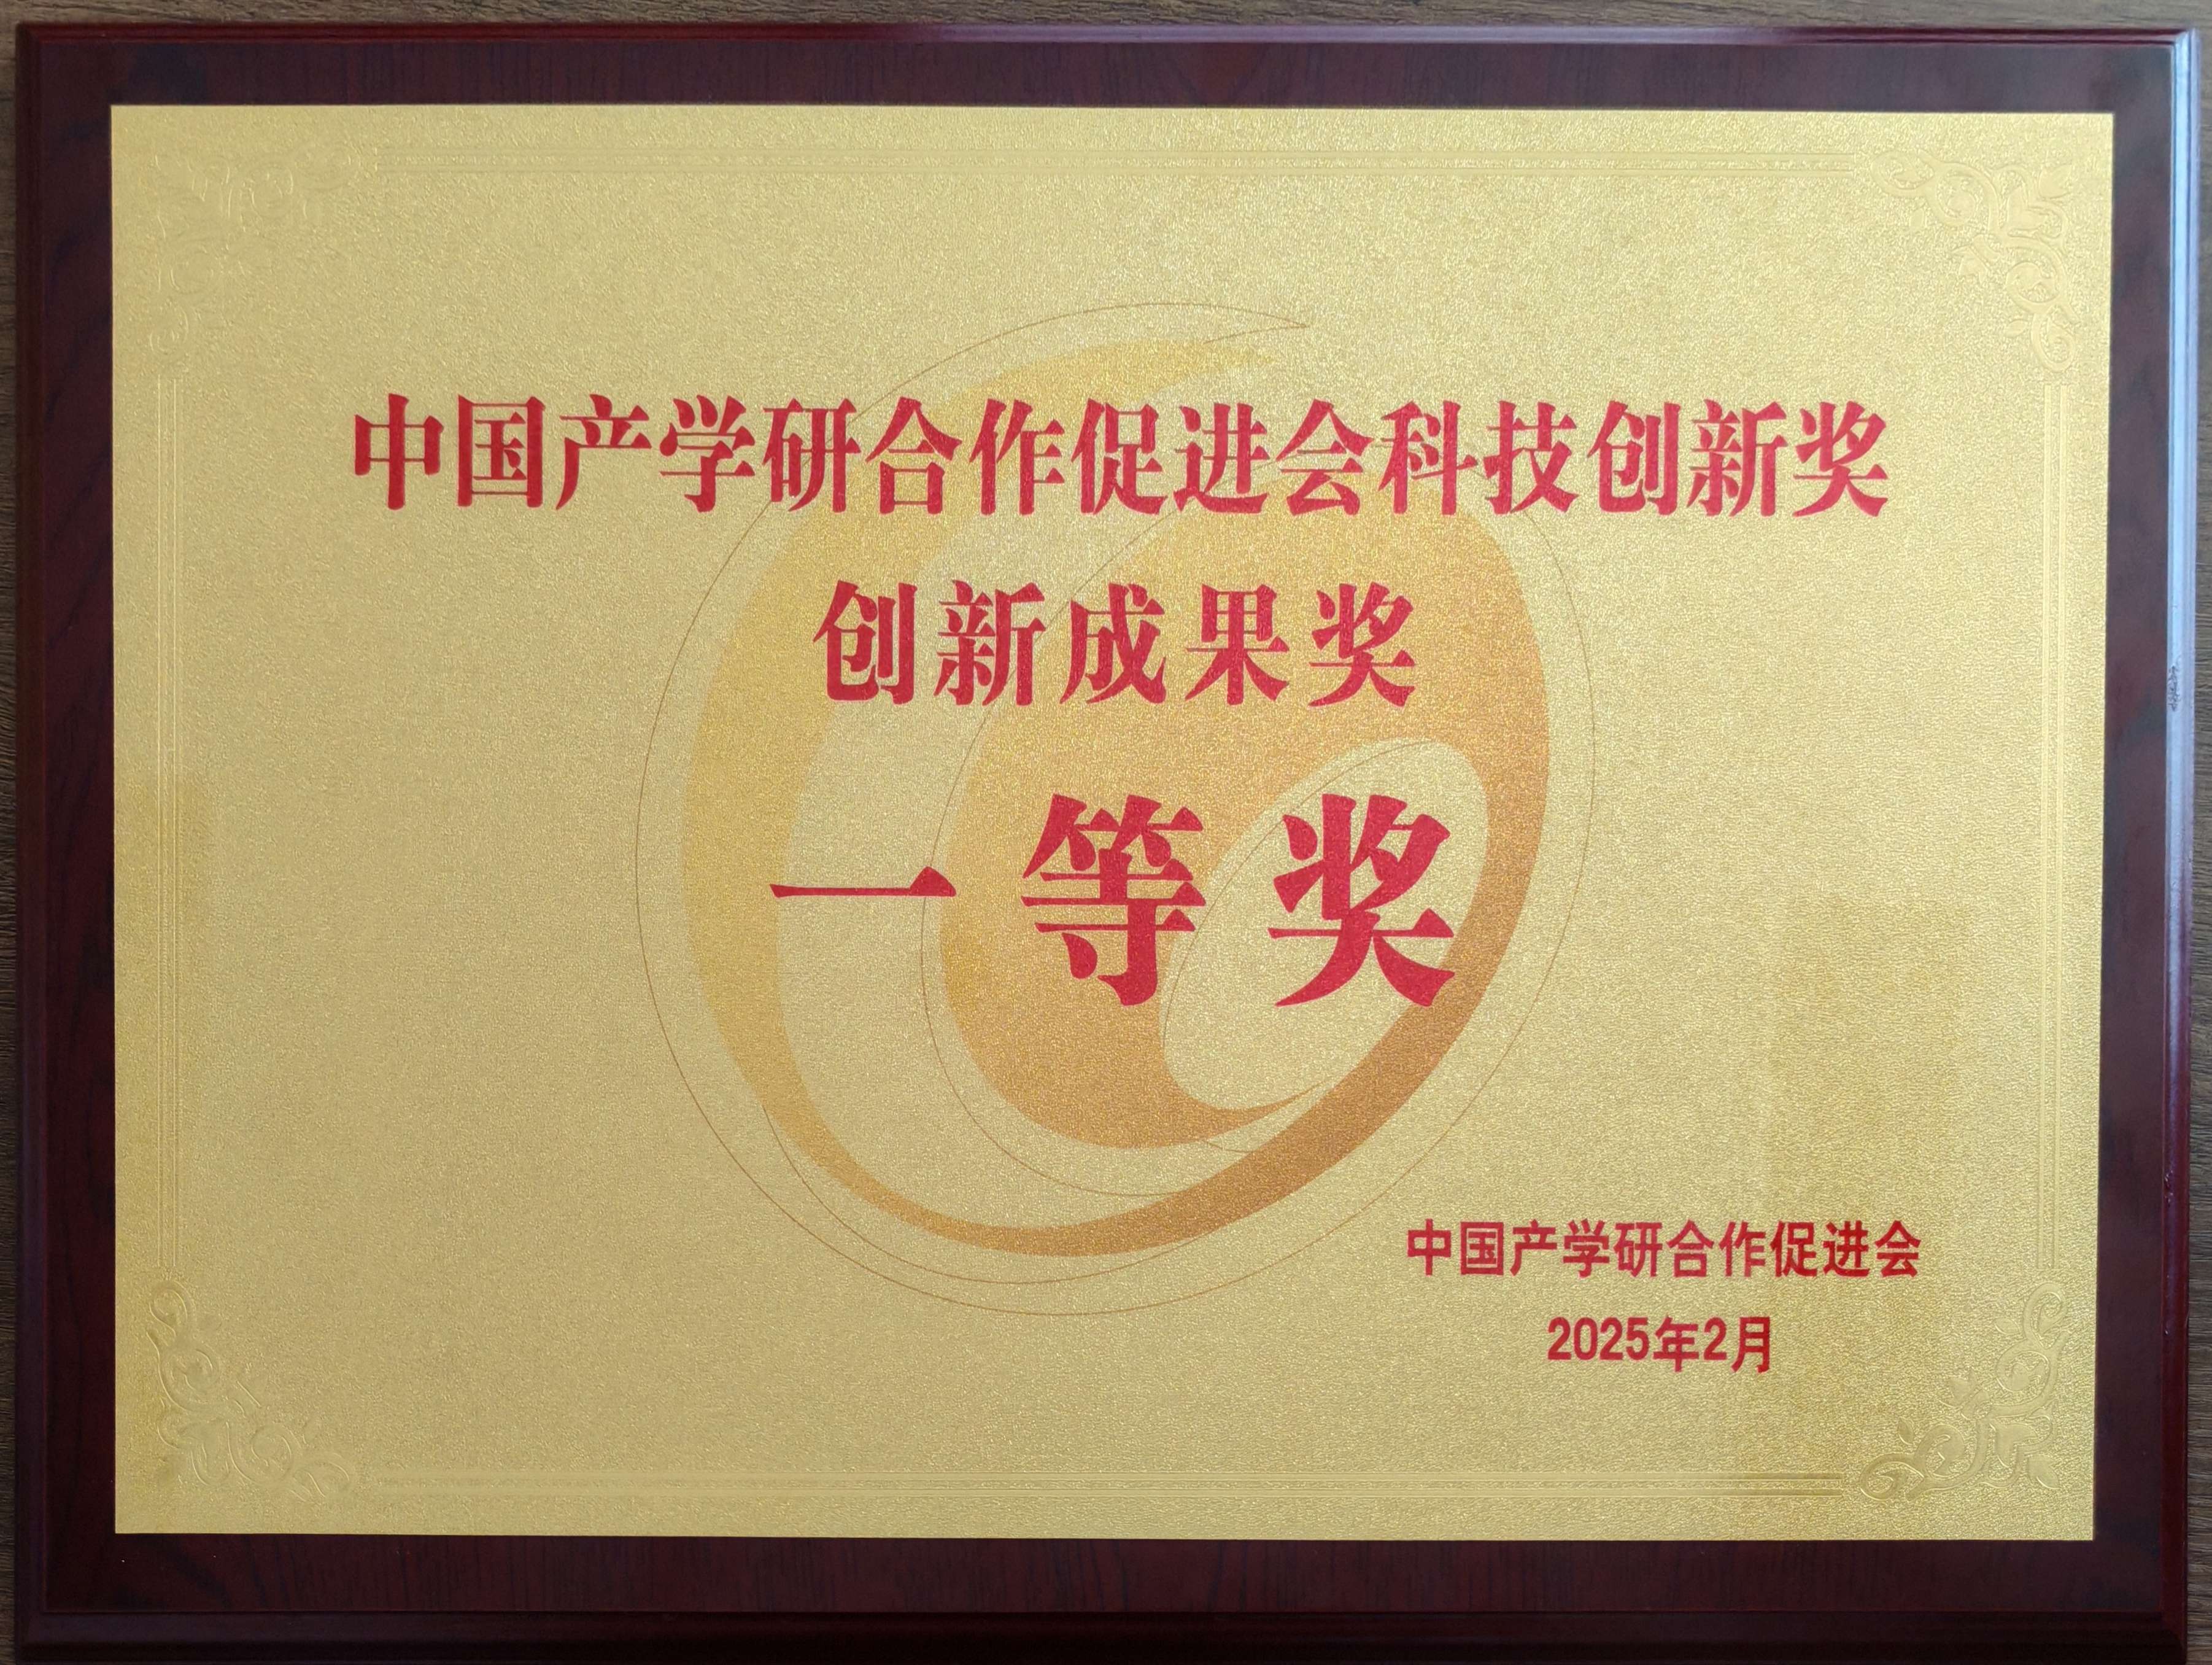 中国产学研合作促进会科技创新奖
创新成果奖
一等奖
中国产学研合作促进会
2025年2月